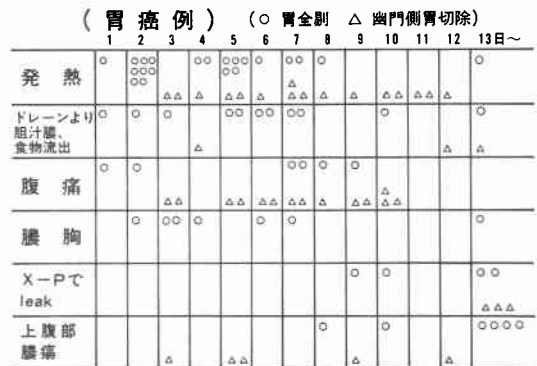 (胃癌例) (○ 胃全剔 △ 幽門側胃切除)
1 2 3 4 5 6 7 8 9 10 11 12 13日～
発熱 ○ ○○○ ○○ ○○○ ○ ○○ ○ ○
○○○ ○○ △
○○ △△ △ △△ △ △△ △ △ △△ △△ △
ドレーンより ○ ○ ○ ○○ ○○ ○○ ○ ○
胆汁膿、
食物流出 △ △ △
腹痛 ○ ○ ○○ ○ ○
△
△△ △△ △△ △△ △ △△ △△
膿胸 ○ ○○ ○ ○ ○ ○
X－Pで ○ ○ ○○
leak △△△
上腹部 ○ ○ ○○○○
膿瘍 △ △△ △ △